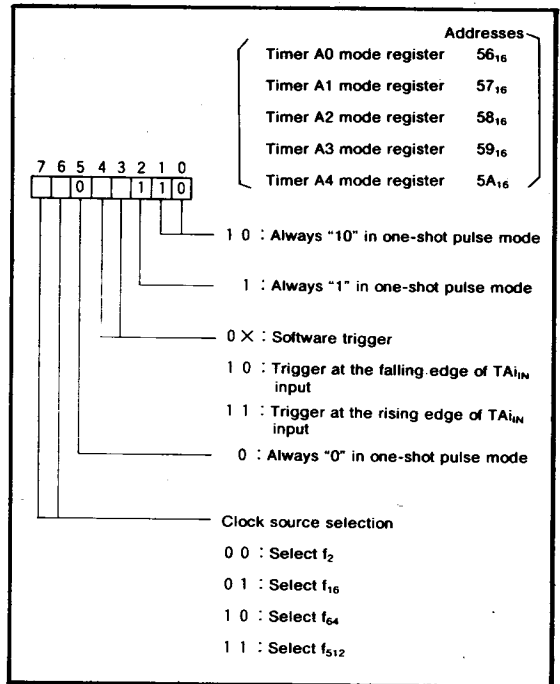 Addresses
Timer A0 mode register 56₁₆
Timer A1 mode register 57₁₆
Timer A2 mode register 58₁₆
Timer A3 mode register 59₁₆
Timer A4 mode register 5A₁₆
7 6 5 4 3 2 1 0
0 1 1 0
1 0 : Always "10" in one-shot pulse mode
1 : Always "1" in one-shot pulse mode
0 × : Software trigger
1 0 : Trigger at the falling edge of TAiIN
input
1 1 : Trigger at the rising edge of TAiIN
input
0 : Always "0" in one-shot pulse mode
Clock source selection
0 0 : Select f₂
0 1 : Select f₁₆
1 0 : Select f₆₄
1 1 : Select f₅₁₂